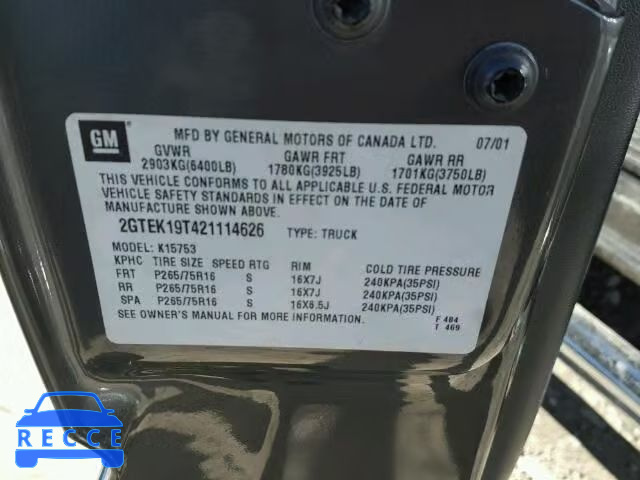 GM
MFD BY GENERAL MOTORS OF CANADA LTD. 07/01
GVWR GAWR FRT GAWR RR
2903KG(6400LB) 1780KG(3925LB) 1701KG(3750LB)
THIS VEHICLE CONFORMS TO ALL APPLICABLE U.S. FEDERAL MOTOR
VEHICLE SAFETY STANDARDS IN EFFECT ON THE DATE OF
MANUFACTURE SHOWN ABOVE.
2GTEK19T421114626 TYPE: TRUCK
MODEL: K15753
KPHC TIRE SIZE SPEED RTG RIM COLD TIRE PRESSURE
FRT P265/75R16 S 16X7J 240KPA(35PSI)
RR P265/75R16 S 16X7J 240KPA(35PSI)
SPA P265/75R16 S 16X6.5J 240KPA(35PSI)
SEE OWNER'S MANUAL FOR MORE INFORMATION.
F 484
T 469
RECCE